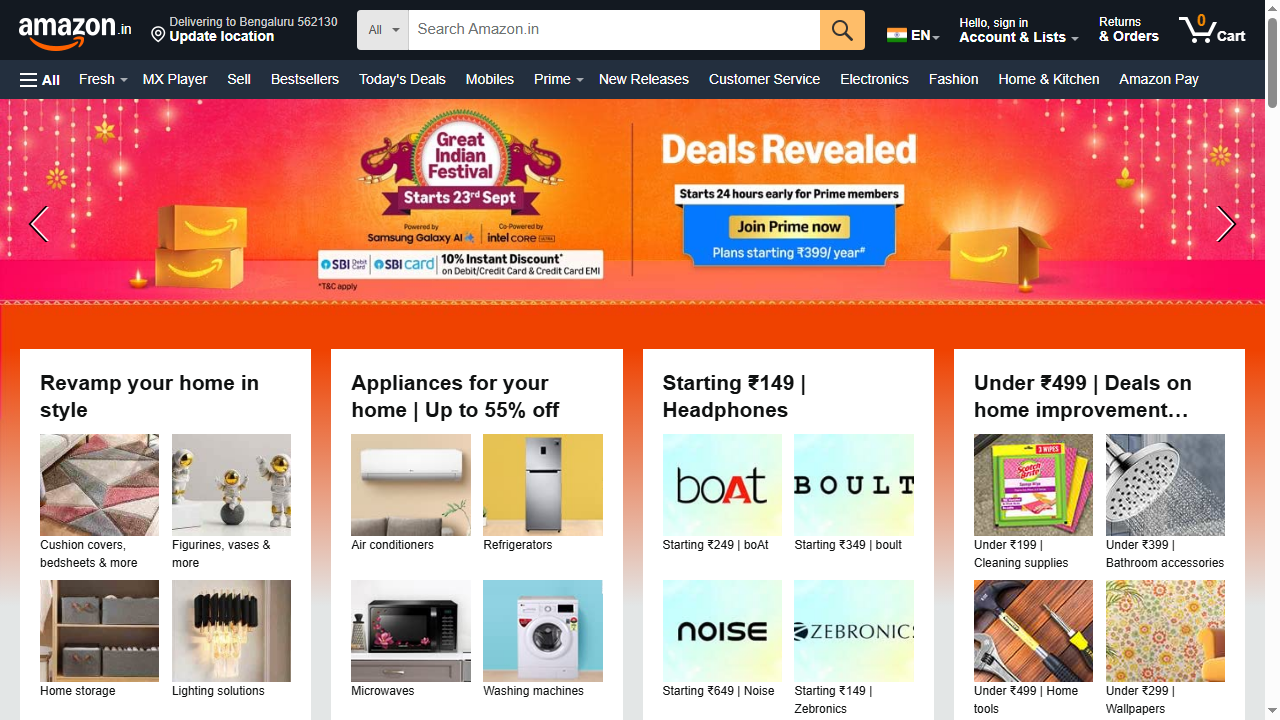 amazon.in
Delivering to Bengaluru 562130
Update location
All
Search Amazon.in
EN
Hello, sign in
Account & Lists
Returns
& Orders
0
Cart
All
Fresh
MX Player
Sell
Bestsellers
Today's Deals
Mobiles
Prime
New Releases
Customer Service
Electronics
Fashion
Home & Kitchen
Amazon Pay
Great
Indian
Festival
Starts 23rd Sept
Powered by
Samsung Galaxy AI
Co-Powered by
intel core ULTRA
SBI Debit Card
SBI card
10% Instant Discount*
on Debit/Credit Card & Credit Card EMI
*T&C apply
Deals Revealed
Starts 24 hours early for Prime members
Join Prime now
Plans starting ₹399/ year#
Revamp your home in
style
Cushion covers,
bedsheets & more
Figurines, vases &
more
Home storage
Lighting solutions
Appliances for your
home | Up to 55% off
Air conditioners
Refrigerators
Microwaves
Washing machines
Starting ₹149 |
Headphones
boAt
BOULT
Starting ₹249 | boAt
Starting ₹349 | boult
noise
ZEBRONICS
Starting ₹649 | Noise
Starting ₹149 |
Zebronics
Under ₹499 | Deals on
home improvement…
3 WIPES
Scotch
Brite
Under ₹199 |
Cleaning supplies
Under ₹399 |
Bathroom accessories
Under ₹499 | Home
tools
Under ₹299 |
Wallpapers